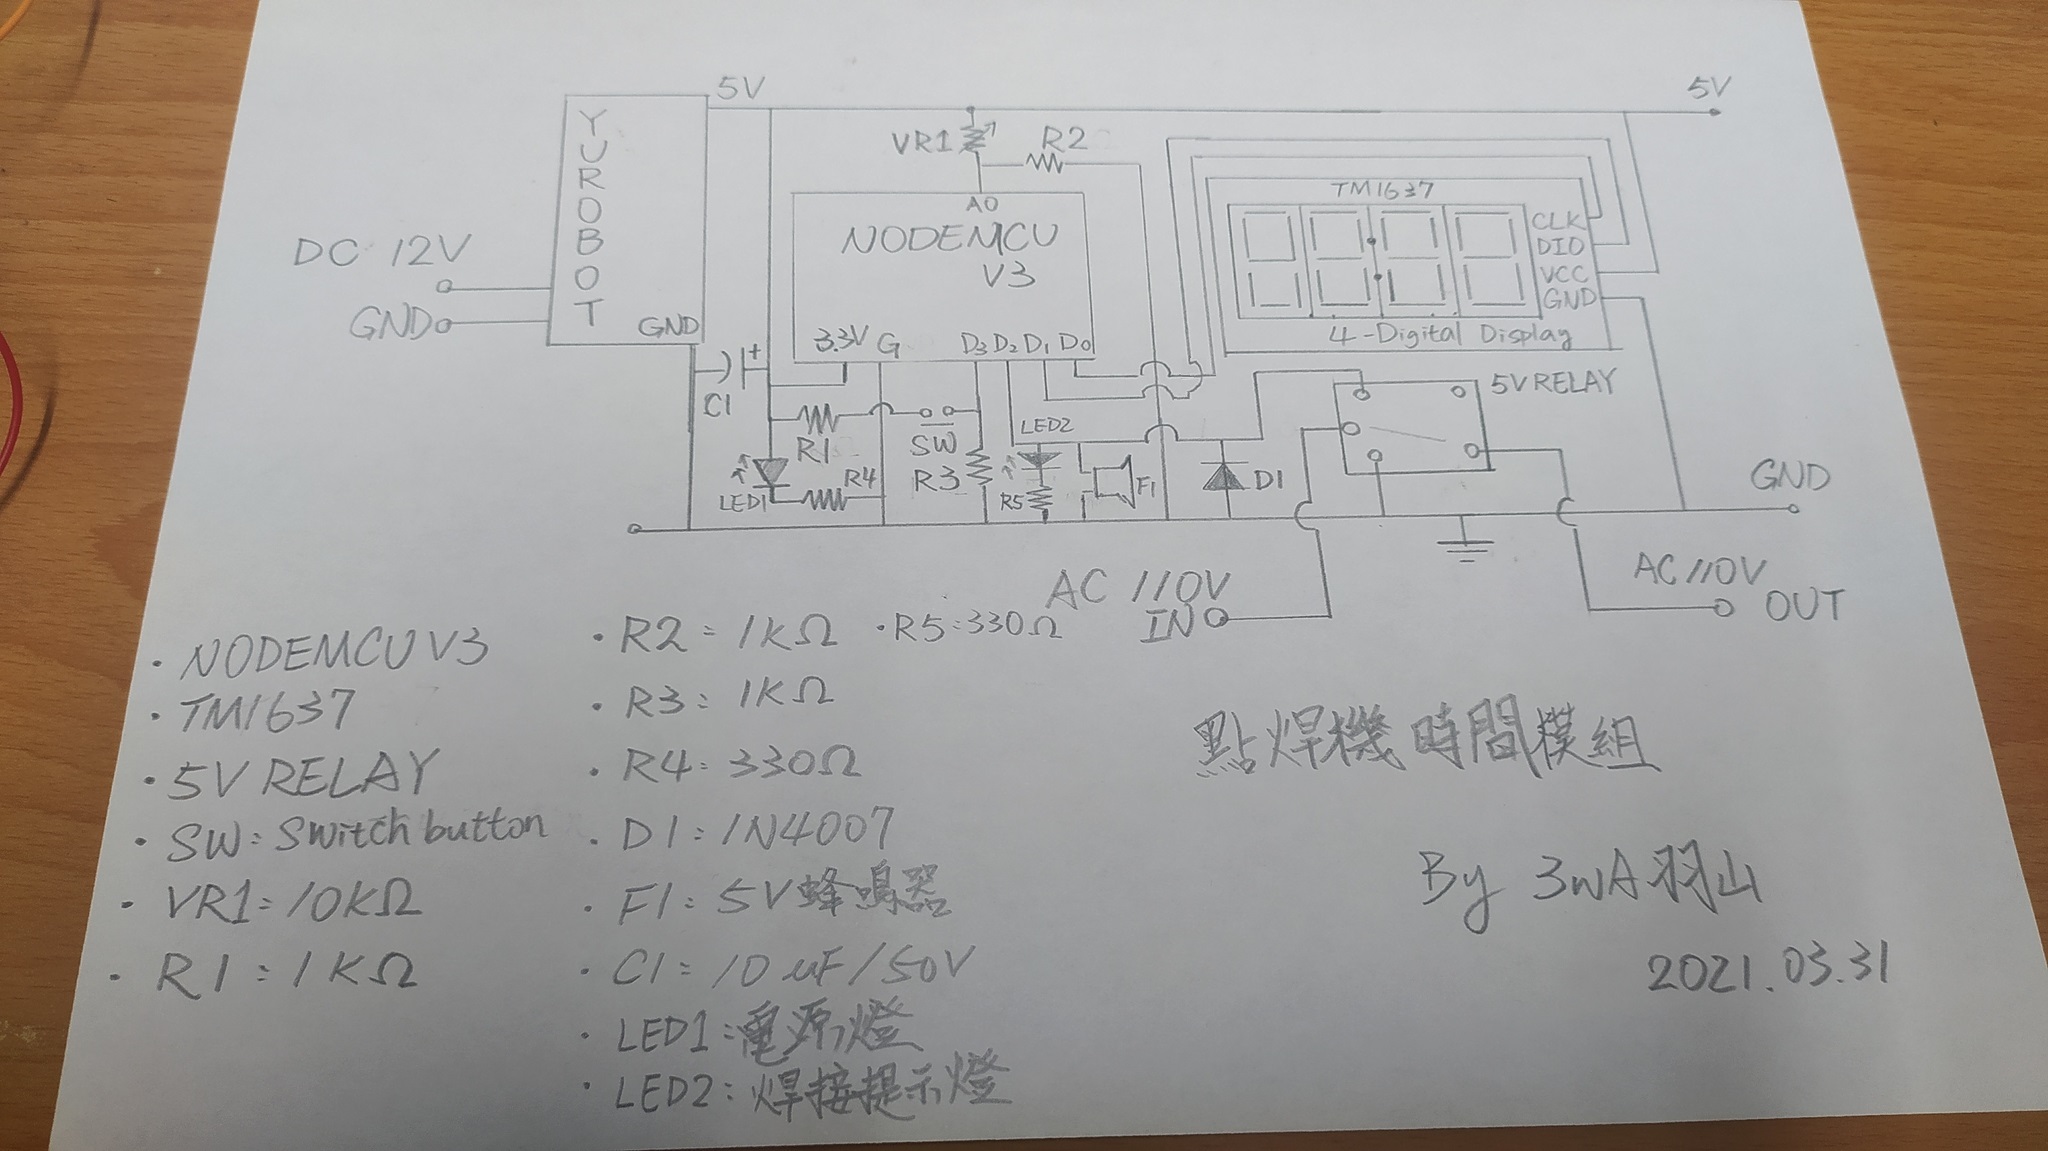 5V
5V
YUROBOT
VR1
R2
TM1637
A0
NODEMCU
V3
CLK
DIO
VCC
GND
DC 12V
GND
GND
4-Digital Display
3.3V G D3 D2 D1 D0
C1
5V RELAY
LED2
R1
SW
R3
R4
LED1
R5
F1
D1
GND
AC 110V
IN
AC 110V
OUT
· NODEMCU V3
· TM1637
· 5V RELAY
· SW: Switch button
· VR1: 10KΩ
· R1: 1KΩ
· R2: 1KΩ
· R5: 330Ω
· R3: 1KΩ
· R4: 330Ω
· D1: 1N4007
· F1: 5V蜂鳴器
· C1: 10uF/50V
· LED1: 電源燈
· LED2: 焊接提示燈
點焊機時間模組
By 3wA羽山
2021.03.31